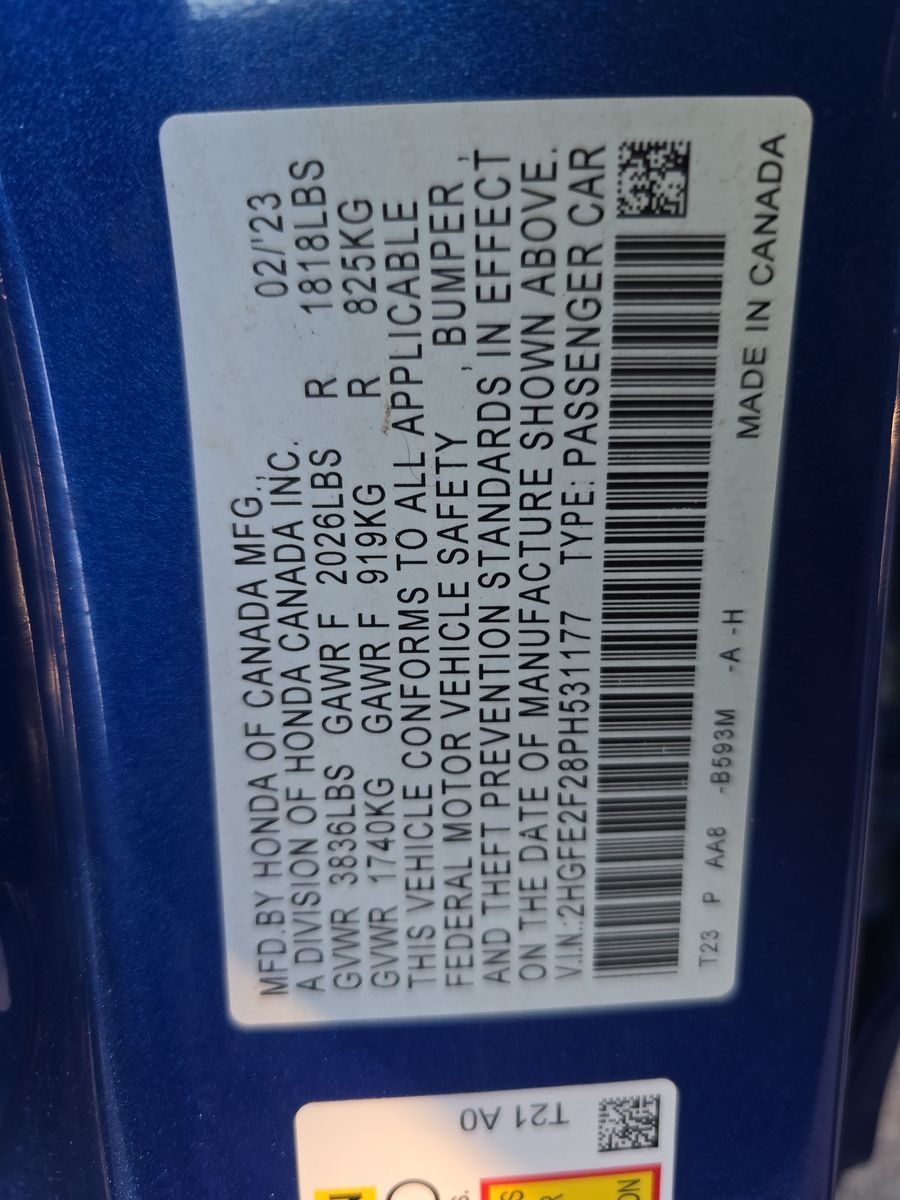 MFD.BY HONDA OF CANADA MFG.,
A DIVISION OF HONDA CANADA INC. 02/'23
GVWR 3836LBS GAWR F 2026LBS R 1818LBS
GVWR 1740KG GAWR F 919KG R 825KG
THIS VEHICLE CONFORMS TO ALL APPLICABLE
FEDERAL MOTOR VEHICLE SAFETY , BUMPER ,
AND THEFT PREVENTION STANDARDS IN EFFECT
ON THE DATE OF MANUFACTURE SHOWN ABOVE.
V.I.N.:2HGFE2F28PH531177 TYPE: PASSENGER CAR
T23 P AA8 -B593M -A -H MADE IN CANADA
T21 A0